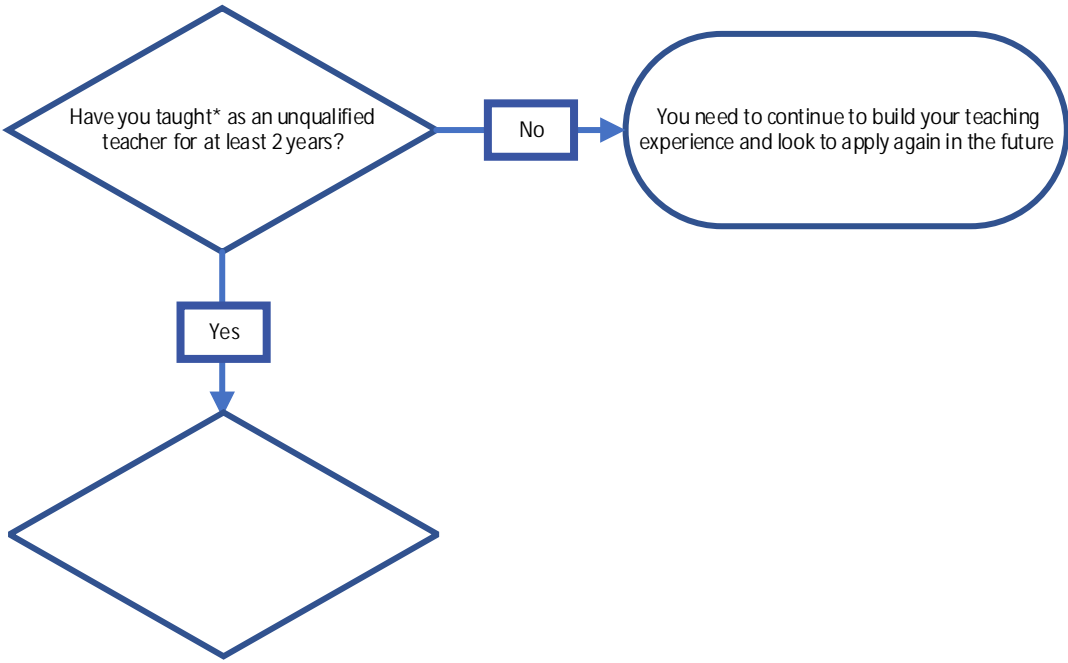 Have you taught* as an unqualified
teacher for at least 2 years?
No
You need to continue to build your teaching
experience and look to apply again in the future
Yes